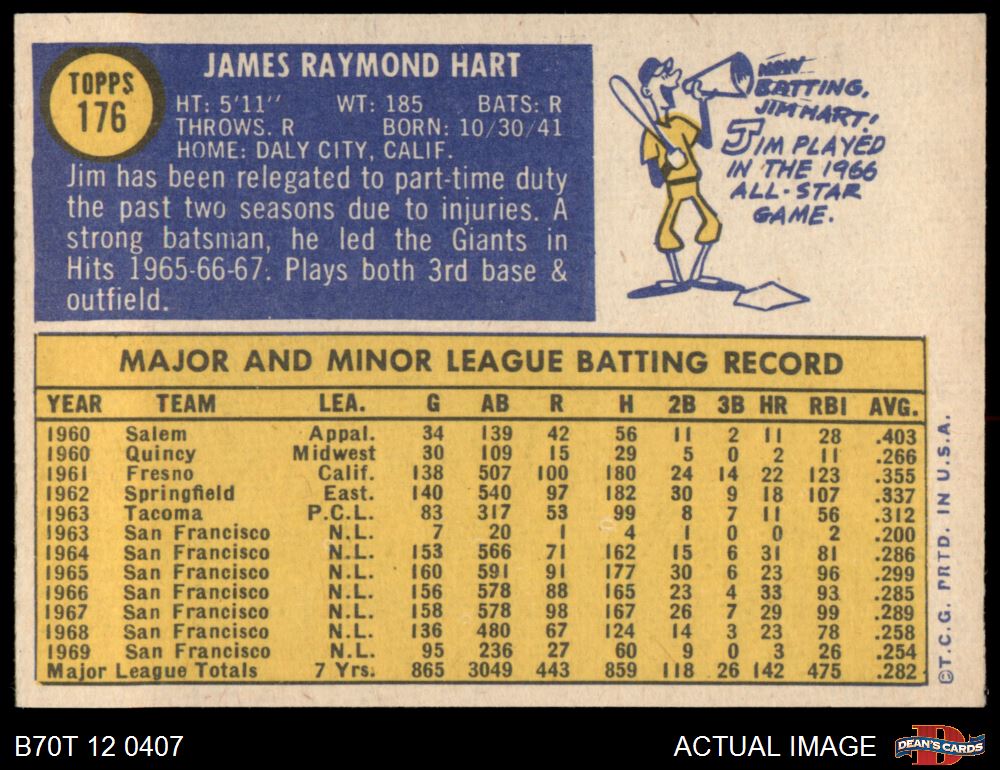 TOPPS
176
JAMES RAYMOND HART
HT: 5'11" WT: 185 BATS: R
THROWS. R BORN: 10/30/41
HOME: DALY CITY, CALIF.
Jim has been relegated to part-time duty
the past two seasons due to injuries. A
strong batsman, he led the Giants in
Hits 1965-66-67. Plays both 3rd base &
outfield.
NOW
BATTING,
JIM HART!
JIM PLAYED
IN THE 1966
ALL-STAR
GAME.
MAJOR AND MINOR LEAGUE BATTING RECORD
YEAR TEAM LEA. G AB R H 2B 3B HR RBI AVG.
1960 Salem Appal. 34 139 42 56 11 2 11 28 .403
1960 Quincy Midwest 30 109 15 29 5 0 2 11 .266
1961 Fresno Calif. 138 507 100 180 24 14 22 123 .355
1962 Springfield East. 140 540 97 182 30 9 18 107 .337
1963 Tacoma P.C.L. 83 317 53 99 8 7 11 56 .312
1963 San Francisco N.L. 7 20 1 4 1 0 0 2 .200
1964 San Francisco N.L. 153 566 71 162 15 6 31 81 .286
1965 San Francisco N.L. 160 591 91 177 30 6 23 96 .299
1966 San Francisco N.L. 156 578 88 165 23 4 33 93 .285
1967 San Francisco N.L. 158 578 98 167 26 7 29 99 .289
1968 San Francisco N.L. 136 480 67 124 14 3 23 78 .258
1969 San Francisco N.L. 95 236 27 60 9 0 3 26 .254
Major League Totals 7 Yrs. 865 3049 443 859 118 26 142 475 .282
©T.C.G. PRTD. IN U.S.A.
B70T 12 0407
ACTUAL IMAGE
D
DEAN'S CARDS